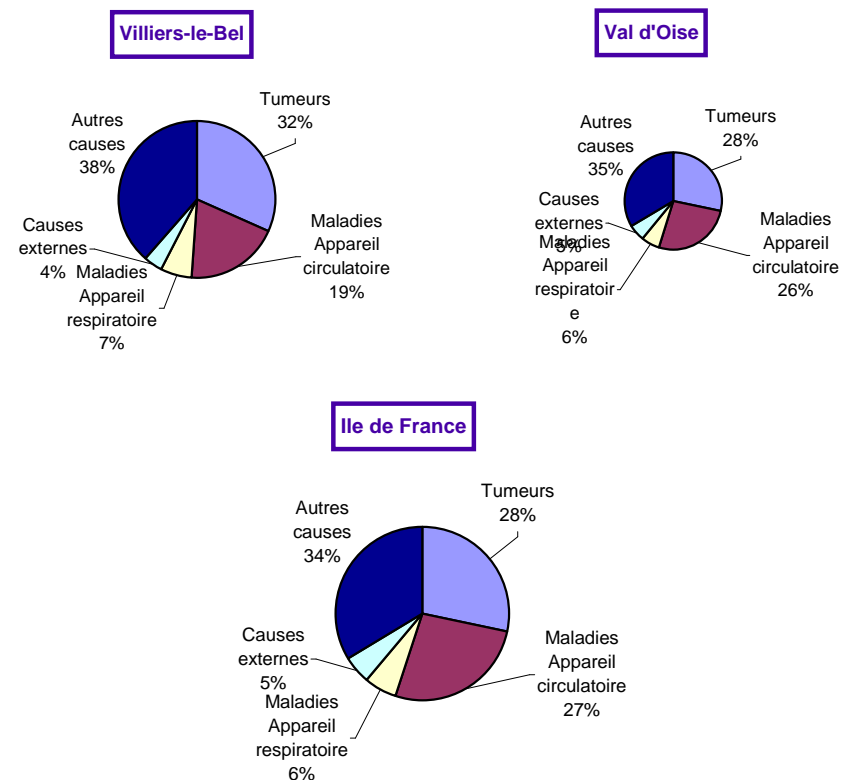 Villiers-le-Bel
Tumeurs
32%
Maladies
Appareil
circulatoire
19%
Maladies
Appareil
respiratoire
7%
Causes
externes
4%
Autres
causes
38%
Val d'Oise
Tumeurs
28%
Maladies
Appareil
circulatoire
26%
Maladies
Appareil
respiratoir
e
6%
Causes
externes
5%
Autres
causes
35%
Ile de France
Tumeurs
28%
Maladies
Appareil
circulatoire
27%
Maladies
Appareil
respiratoire
6%
Causes
externes
5%
Autres
causes
34%